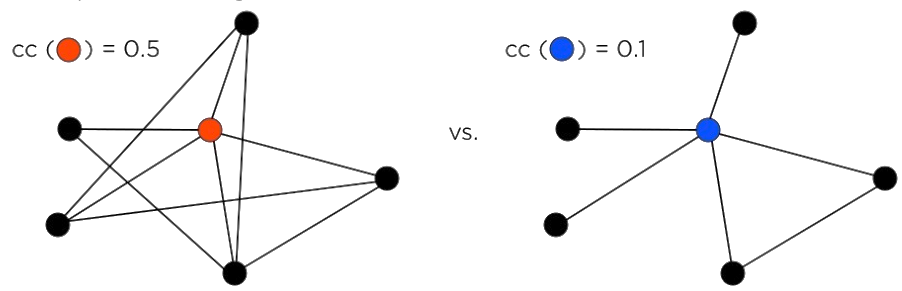 cc ( ) = 0.5
cc ( ) = 0.1
vs.